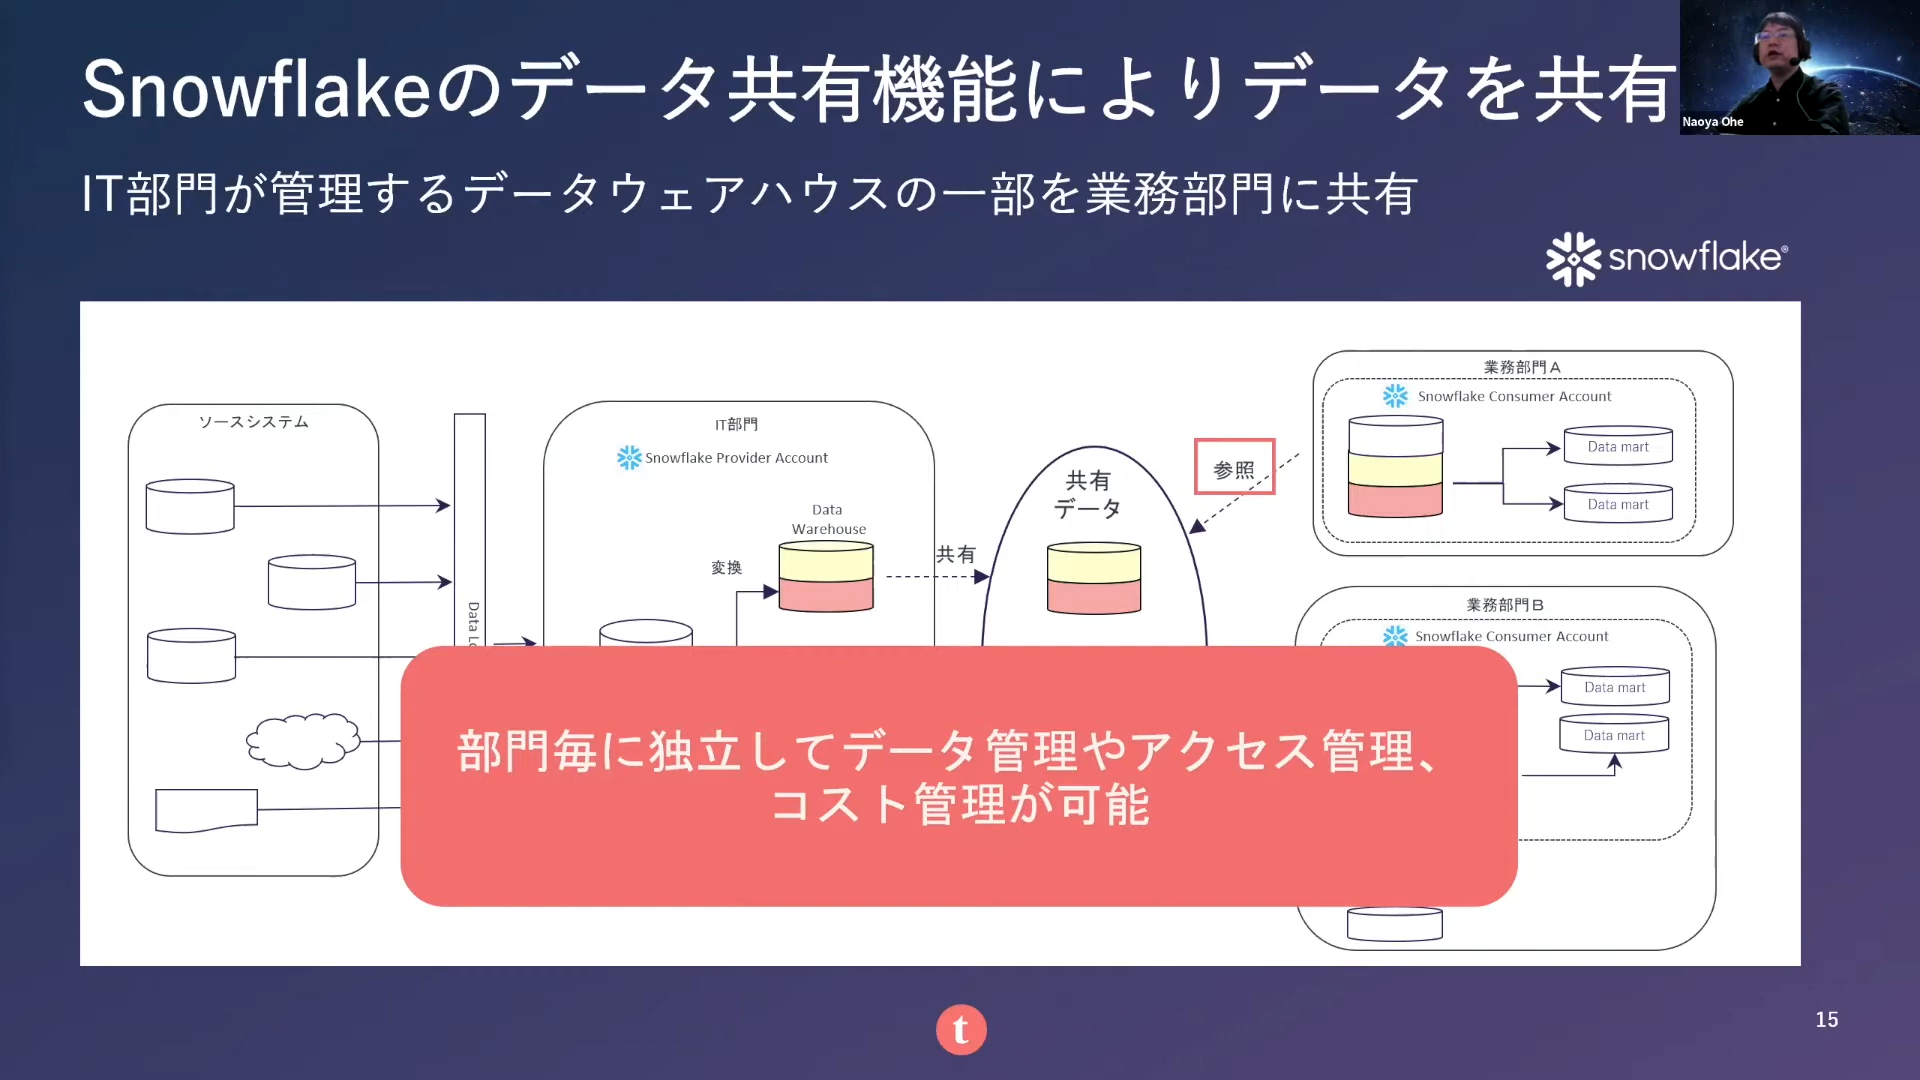 Snowflakeのデータ共有機能によりデータを共有
Naoya Ohe
IT部門が管理するデータウェアハウスの一部を業務部門に共有
snowflake®
ソースシステム
IT部門
Snowflake Provider Account
Data
Warehouse
変換
共有
共有
データ
参照
業務部門A
Snowflake Consumer Account
Data mart
Data mart
業務部門B
Snowflake Consumer Account
Data mart
Data mart
部門毎に独立してデータ管理やアクセス管理、
コスト管理が可能
t
15